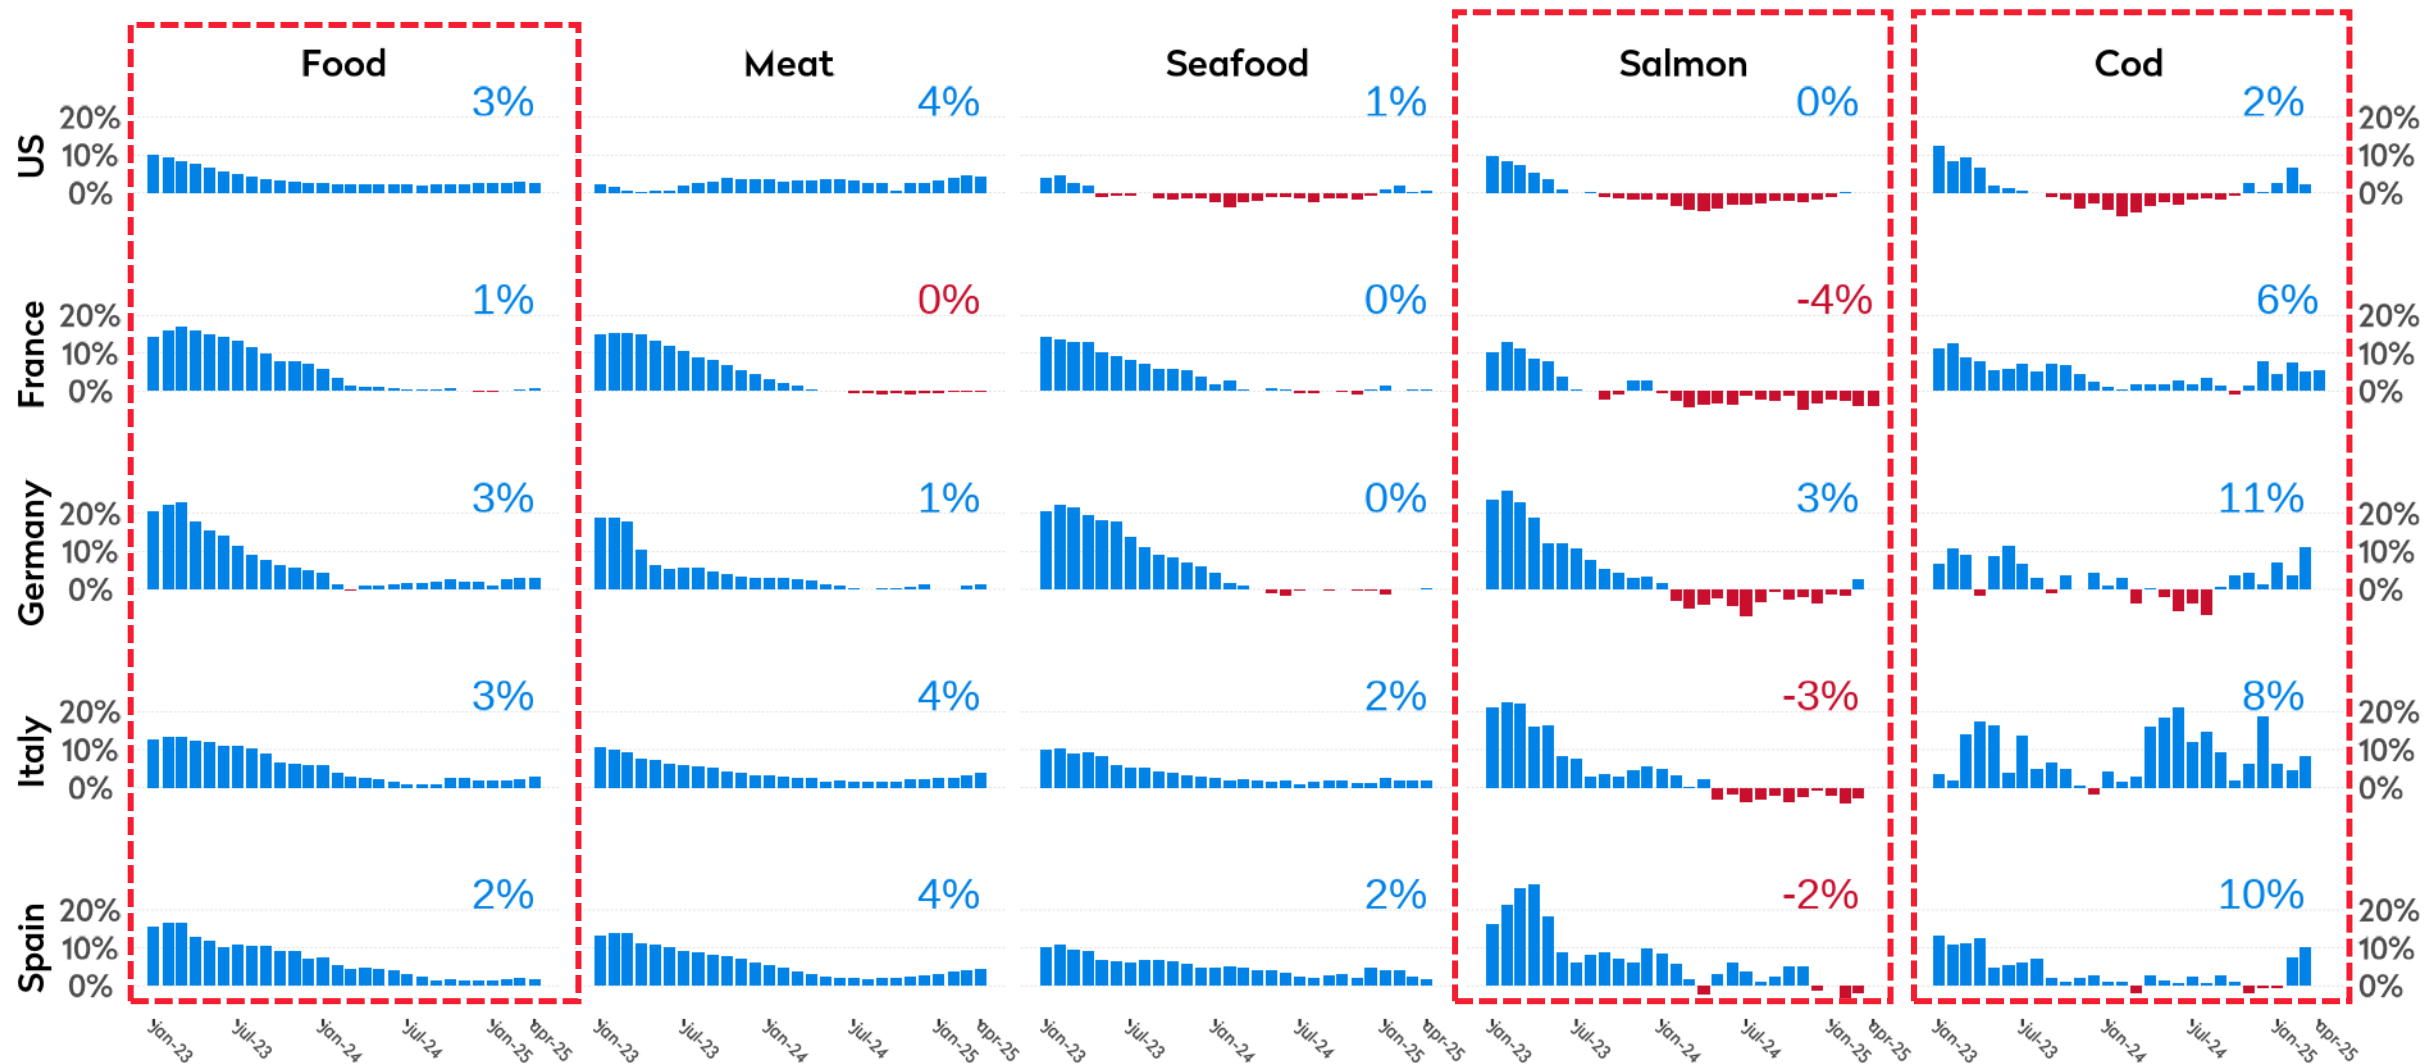 Food Meat Seafood Salmon Cod
US
20% 3% 4% 1% 0% 2% 20%
10% 10%
0% 0%
France
20% 1% 0% 0% -4% 6% 20%
10% 10%
0% 0%
Germany
20% 3% 1% 0% 3% 11% 20%
10% 10%
0% 0%
Italy
20% 3% 4% 2% -3% 8% 20%
10% 10%
0% 0%
Spain
20% 2% 4% 2% -2% 10% 20%
10% 10%
0% 0%
jan-23 jul-23 jan-24 jul-24 jan-25 apr-25 jan-23 jul-23 jan-24 jul-24 jan-25 apr-25 jan-23 jul-23 jan-24 jul-24 jan-25 jan-23 jul-23 jan-24 jul-24 jan-25 apr-25 jan-23 jul-23 jan-24 jul-24 jan-25 apr-25